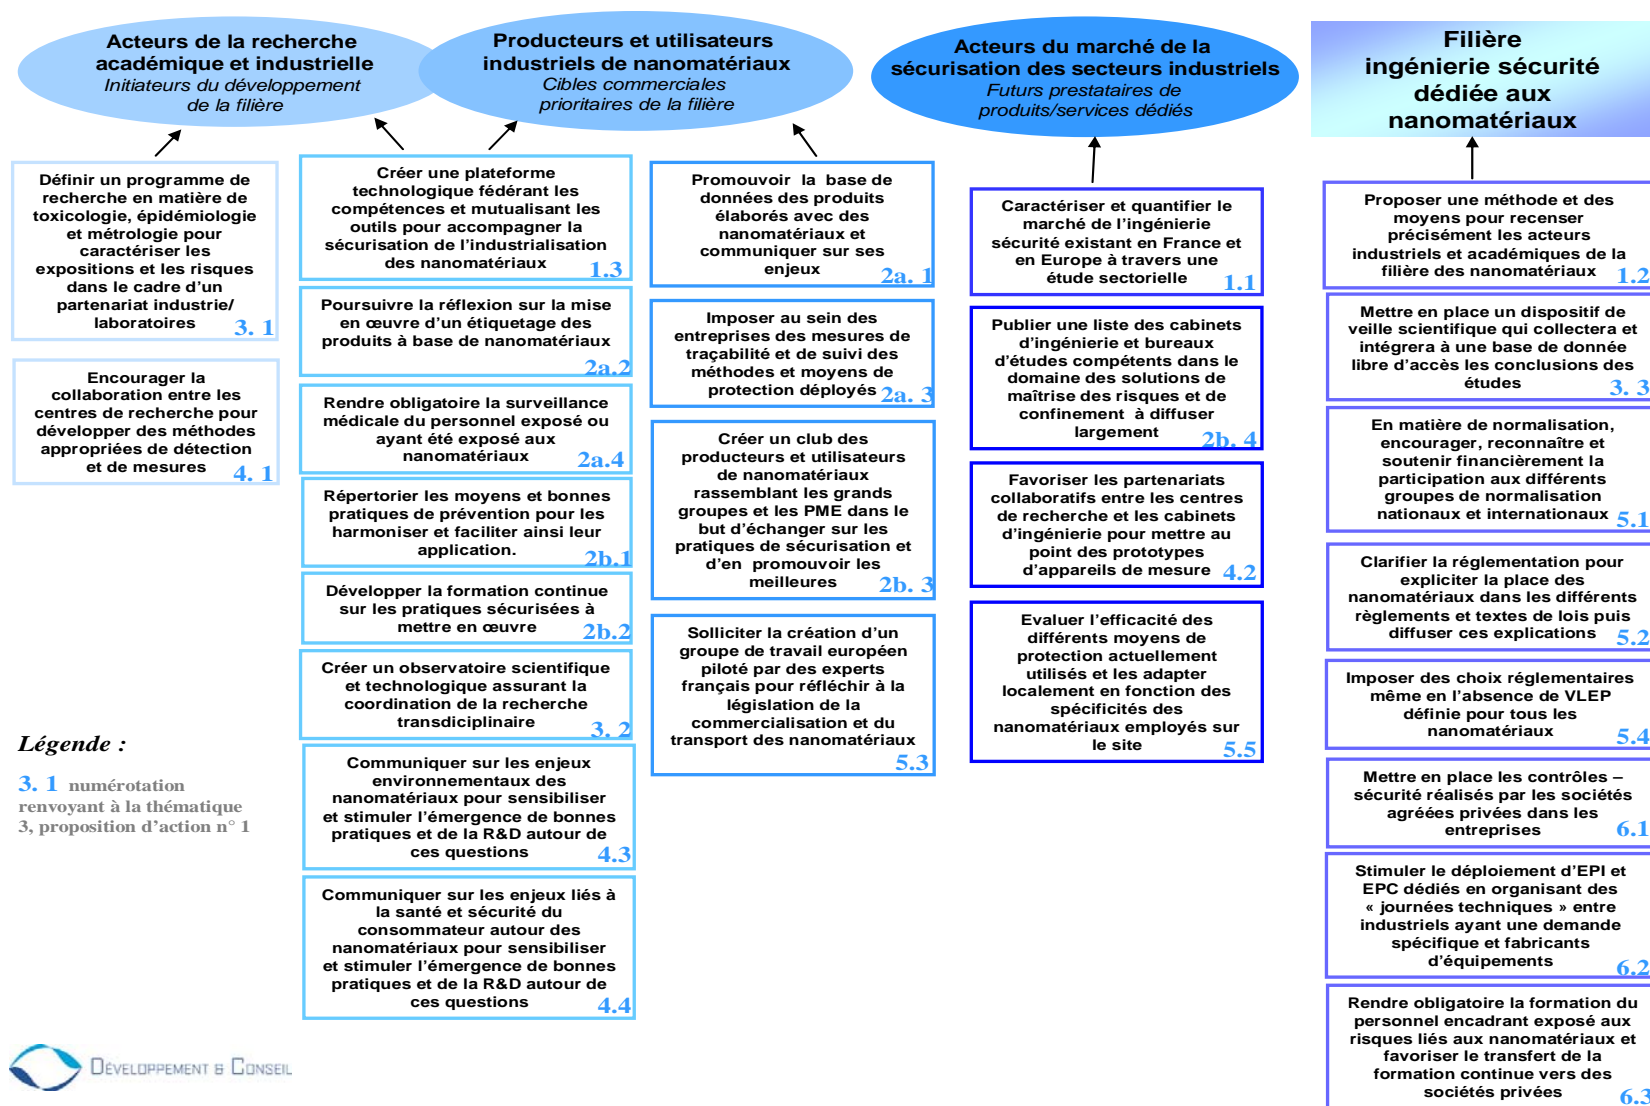 Acteurs de la recherche
académique et industrielle
Initiateurs du développement
de la filière
Producteurs et utilisateurs
industriels de nanomatériaux
Cibles commerciales
prioritaires de la filière
Acteurs du marché de la
sécurisation des secteurs industriels
Futurs prestataires de
produits/services dédiés
Filière
ingénierie sécurité
dédiée aux
nanomatériaux
Définir un programme de
recherche en matière de
toxicologie, épidémiologie
et métrologie pour
caractériser les
expositions et les risques
dans le cadre d'un
partenariat industrie/
laboratoires
3. 1
Encourager la
collaboration entre les
centres de recherche pour
développer des méthodes
appropriées de détection
et de mesures
4. 1
Légende :
3. 1 numérotation
renvoyant à la thématique
3, proposition d'action n° 1
DÉVELOPPEMENT & CONSEIL
Créer une plateforme
technologique fédérant les
compétences et mutualisant les
outils pour accompagner la
sécurisation de l'industrialisation
des nanomatériaux
1.3
Poursuivre la réflexion sur la mise
en œuvre d'un étiquetage des
produits à base de nanomatériaux
2a.2
Rendre obligatoire la surveillance
médicale du personnel exposé ou
ayant été exposé aux
nanomatériaux
2a.4
Répertorier les moyens et bonnes
pratiques de prévention pour les
harmoniser et faciliter ainsi leur
application.
2b.1
Développer la formation continue
sur les pratiques sécurisées à
mettre en œuvre
2b.2
Créer un observatoire scientifique
et technologique assurant la
coordination de la recherche
transdiciplinaire
3. 2
Communiquer sur les enjeux
environnementaux des
nanomatériaux pour sensibiliser
et stimuler l'émergence de bonnes
pratiques et de la R&D autour de
ces questions
4.3
Communiquer sur les enjeux liés à
la santé et sécurité du
consommateur autour des
nanomatériaux pour sensibiliser
et stimuler l'émergence de bonnes
pratiques et de la R&D autour de
ces questions
4.4
Promouvoir la base de
données des produits
élaborés avec des
nanomatériaux et
communiquer sur ses
enjeux
2a. 1
Imposer au sein des
entreprises des mesures de
traçabilité et de suivi des
méthodes et moyens de
protection déployés
2a. 3
Créer un club des
producteurs et utilisateurs
de nanomatériaux
rassemblant les grands
groupes et les PME dans le
but d'échanger sur les
pratiques de sécurisation et
d'en promouvoir les
meilleures
2b. 3
Solliciter la création d'un
groupe de travail européen
piloté par des experts
français pour réfléchir à la
législation de la
commercialisation et du
transport des nanomatériaux
5.3
Caractériser et quantifier le
marché de l'ingénierie
sécurité existant en France et
en Europe à travers une
étude sectorielle
1.1
Publier une liste des cabinets
d'ingénierie et bureaux
d'études compétents dans le
domaine des solutions de
maîtrise des risques et de
confinement à diffuser
largement
2b. 4
Favoriser les partenariats
collaboratifs entre les centres
de recherche et les cabinets
d'ingénierie pour mettre au
point des prototypes
d'appareils de mesure
4.2
Evaluer l'efficacité des
différents moyens de
protection actuellement
utilisés et les adapter
localement en fonction des
spécificités des
nanomatériaux employés sur
le site
5.5
Proposer une méthode et des
moyens pour recenser
précisément les acteurs
industriels et académiques de la
filière des nanomatériaux
1.2
Mettre en place un dispositif de
veille scientifique qui collectera et
intégrera à une base de donnée
libre d'accès les conclusions des
études
3. 3
En matière de normalisation,
encourager, reconnaître et
soutenir financièrement la
participation aux différents
groupes de normalisation
nationaux et internationaux
5.1
Clarifier la réglementation pour
expliciter la place des
nanomatériaux dans les différents
règlements et textes de lois puis
diffuser ces explications
5.2
Imposer des choix réglementaires
même en l'absence de VLEP
définie pour tous les
nanomatériaux
5.4
Mettre en place les contrôles –
sécurité réalisés par les sociétés
agréées privées dans les
entreprises
6.1
Stimuler le déploiement d'EPI et
EPC dédiés en organisant des
« journées techniques » entre
industriels ayant une demande
spécifique et fabricants
d'équipements
6.2
Rendre obligatoire la formation du
personnel encadrant exposé aux
risques liés aux nanomatériaux et
favoriser le transfert de la
formation continue vers des
sociétés privées
6.3